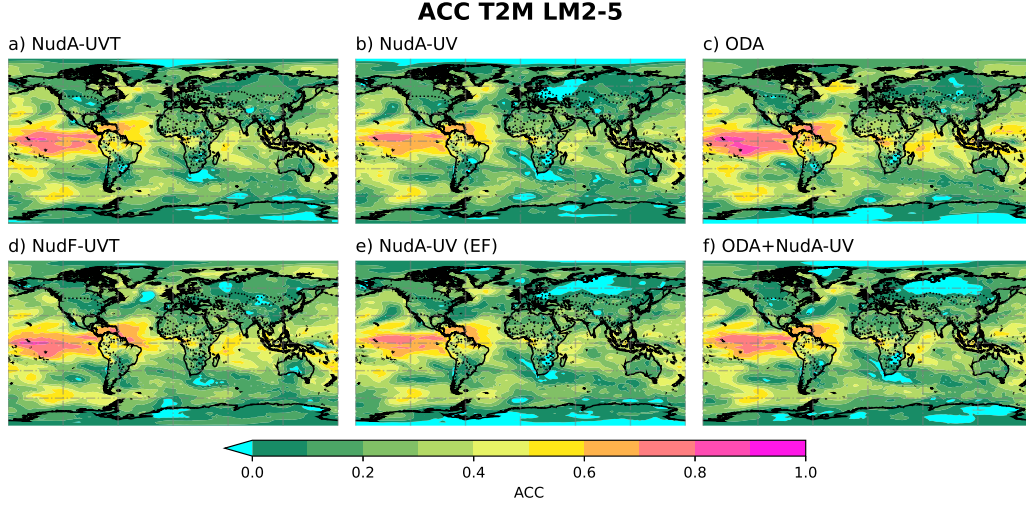 ACC T2M LM2-5
a) NudA-UVT
b) NudA-UV
c) ODA
d) NudF-UVT
e) NudA-UV (EF)
f) ODA+NudA-UV
0.0 0.2 0.4 0.6 0.8 1.0
ACC